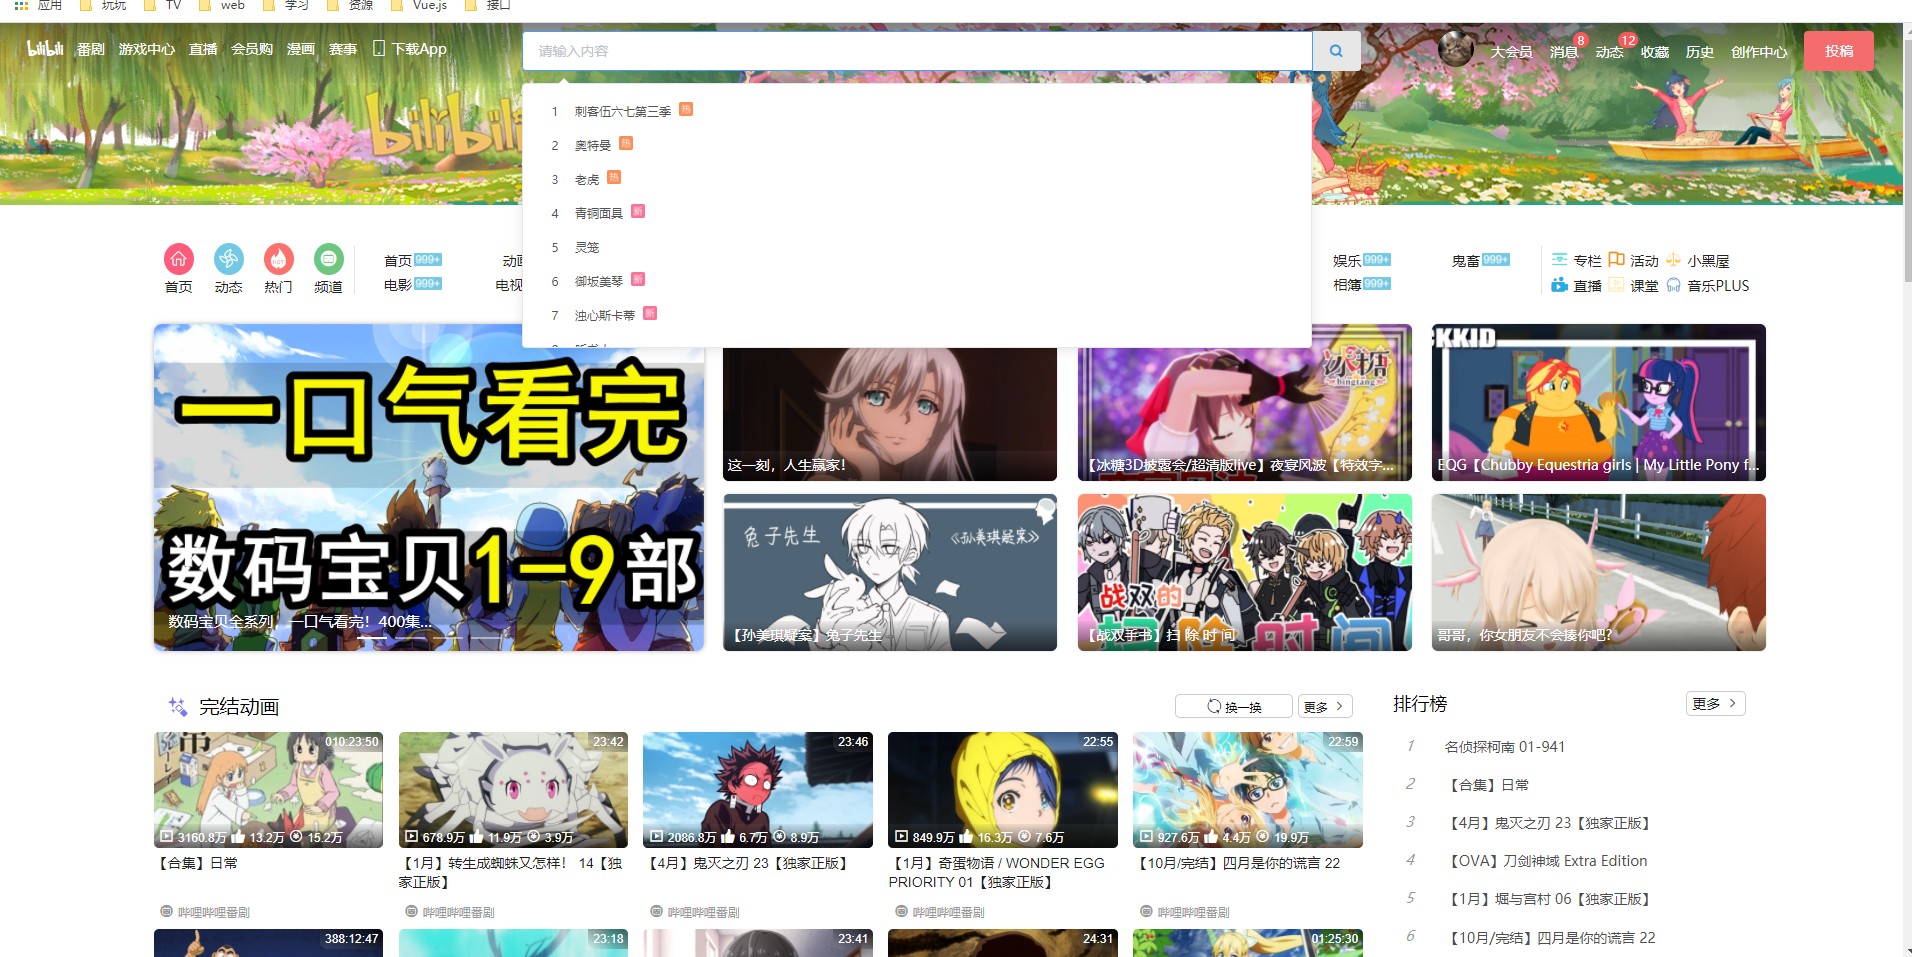 应用 玩玩 TV web 学习 资源 Vue.js 接口
bilibili 番剧 游戏中心 直播 会员购 漫画 赛事 下载App
请输入内容
大会员 消息 8 动态 12 收藏 历史 创作中心 投稿
bilibili
1 刺客伍六七第三季 热
2 奥特曼 热
3 老虎 热
4 青铜面具 新
5 灵笼
6 御坂美琴 新
7 浊心斯卡蒂 新
首页 动态 热门 频道
首页 999+
电影 999+
娱乐 999+ 鬼畜 999+
相簿 999+
专栏 活动 小黑屋
直播 课堂 音乐PLUS
一口气看完
数码宝贝1-9部
数码宝贝全系列，一口气看完！400集...
这一刻，人生赢家！
冰糖
bingtang
【冰糖3D披露会/超清版live】夜宴风波【特效字...
KKID
EQG【Chubby Equestria girls | My Little Pony f...
兔子先生
《孙美琪疑案》
【孙美琪疑案】兔子先生
战双的
扫除时间
【战双手书】扫 除 时 间
哥哥，你女朋友不会揍你吧?
完结动画
换一换 更多
010:23:50
3160.8万 13.2万 15.2万
【合集】日常
哔哩哔哩番剧
23:42
678.9万 11.9万 3.9万
【1月】转生成蜘蛛又怎样！ 14【独
家正版】
哔哩哔哩番剧
23:46
2086.8万 6.7万 8.9万
【4月】鬼灭之刃 23【独家正版】
哔哩哔哩番剧
22:55
849.9万 16.3万 7.6万
【1月】奇蛋物语 / WONDER EGG
PRIORITY 01【独家正版】
哔哩哔哩番剧
22:59
927.6万 4.4万 19.9万
【10月/完结】四月是你的谎言 22
哔哩哔哩番剧
388:12:47
23:18
23:41
24:31
01:25:30
排行榜 更多
1 名侦探柯南 01-941
2 【合集】日常
3 【4月】鬼灭之刃 23【独家正版】
4 【OVA】刀剑神域 Extra Edition
5 【1月】堀与宫村 06【独家正版】
6 【10月/完结】四月是你的谎言 22